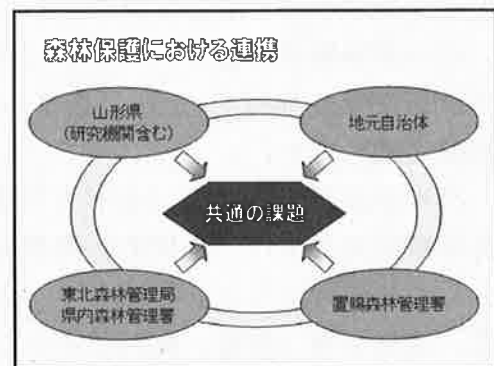 森林保護における連携
山形県
(研究機関含む)
地元自治体
共通の課題
東北森林管理局
県内森林管理署
置賜森林管理署